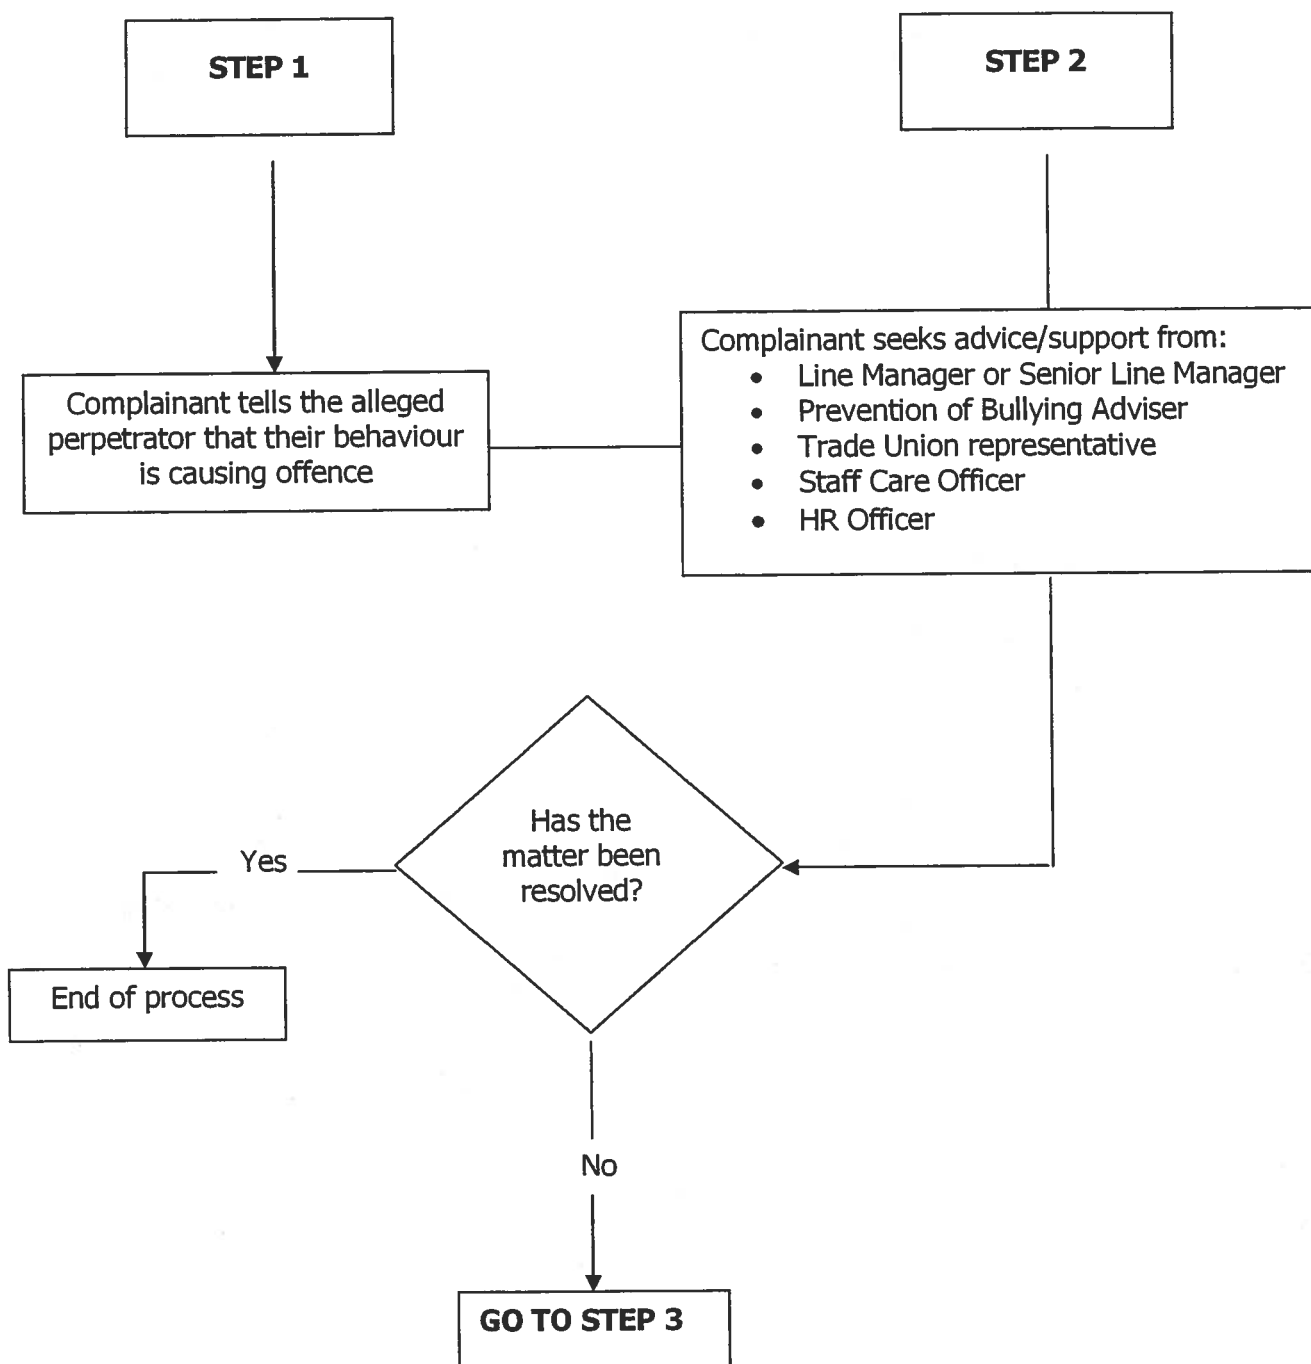 STEP 1
STEP 2
Complainant tells the alleged
perpetrator that their behaviour
is causing offence
Complainant seeks advice/support from:
• Line Manager or Senior Line Manager
• Prevention of Bullying Adviser
• Trade Union representative
• Staff Care Officer
• HR Officer
Has the
matter been
resolved?
Yes
End of process
No
GO TO STEP 3